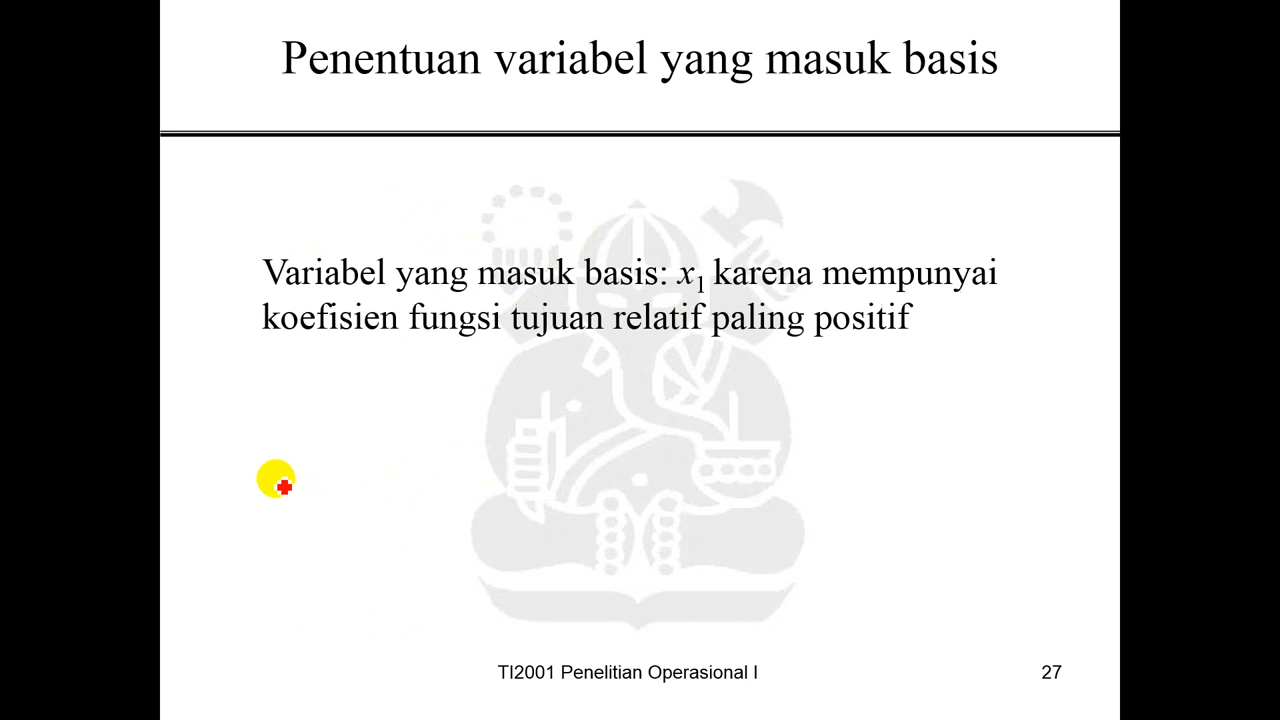 Penentuan variabel yang masuk basis
Variabel yang masuk basis: x₁ karena mempunyai
koefisien fungsi tujuan relatif paling positif
TI2001 Penelitian Operasional I
27